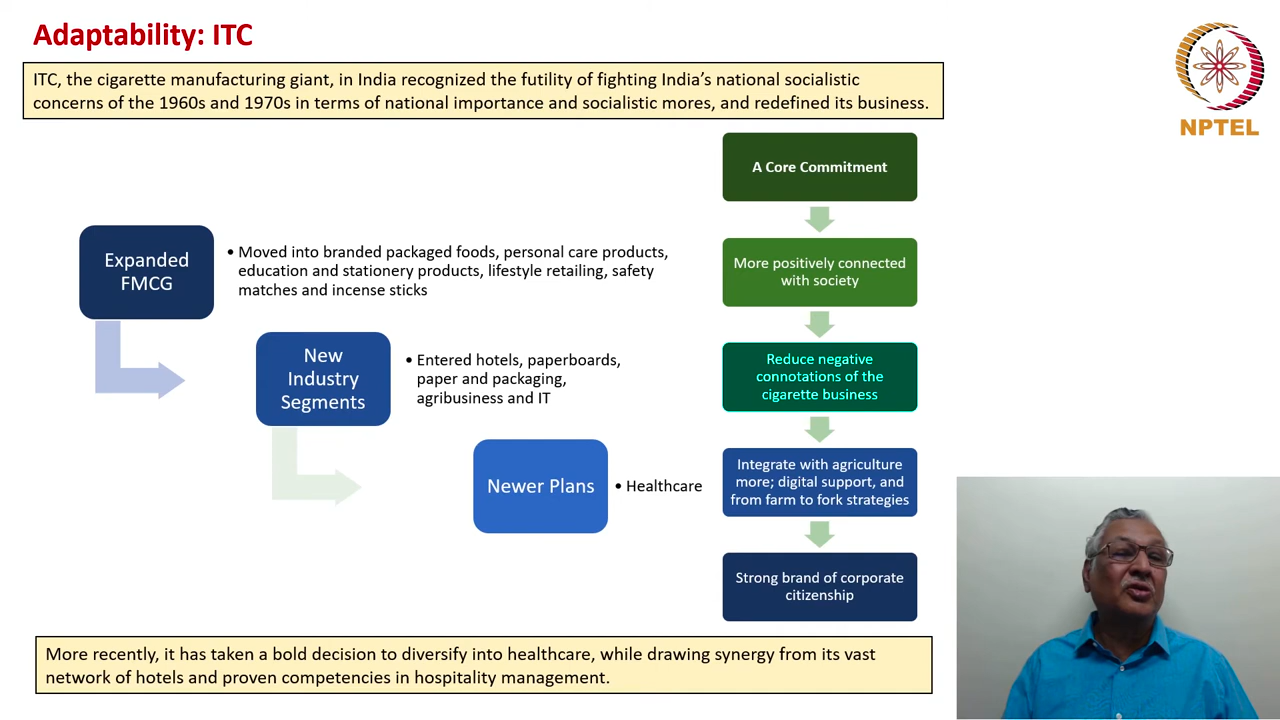 Adaptability: ITC
ITC, the cigarette manufacturing giant, in India recognized the futility of fighting India's national socialistic
concerns of the 1960s and 1970s in terms of national importance and socialistic mores, and redefined its business.
NPTEL
Expanded
FMCG
• Moved into branded packaged foods, personal care products,
education and stationery products, lifestyle retailing, safety
matches and incense sticks
New
Industry
Segments
• Entered hotels, paperboards,
paper and packaging,
agribusiness and IT
Newer Plans
• Healthcare
A Core Commitment
More positively connected
with society
Reduce negative
connotations of the
cigarette business
Integrate with agriculture
more; digital support, and
from farm to fork strategies
Strong brand of corporate
citizenship
More recently, it has taken a bold decision to diversify into healthcare, while drawing synergy from its vast
network of hotels and proven competencies in hospitality management.